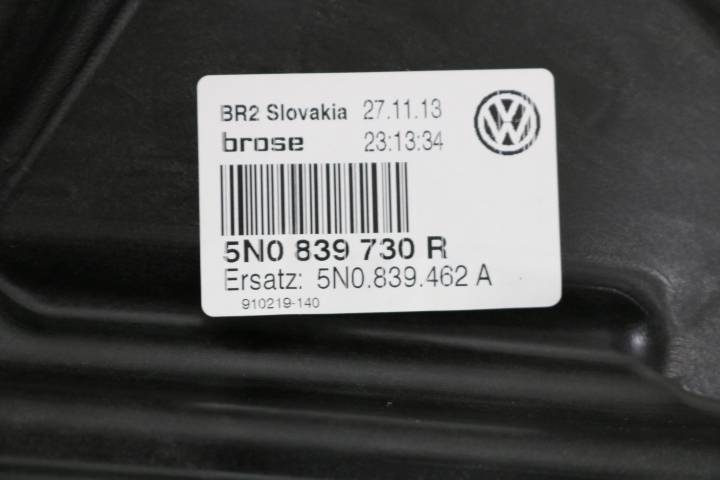 BR2 Slovakia 27.11.13
brose 23:13:34
5N0 839 730 R
Ersatz: 5N0.839.462 A
910219-140